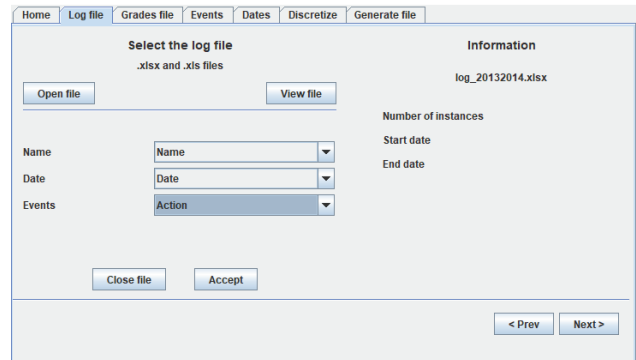 Home Log file Grades file Events Dates Discretize Generate file
Select the log file
.xlsx and .xls files
Open file View file
Name Name
Date Date
Events Action
Close file Accept
Information
log_20132014.xlsx
Number of instances
Start date
End date
< Prev Next >